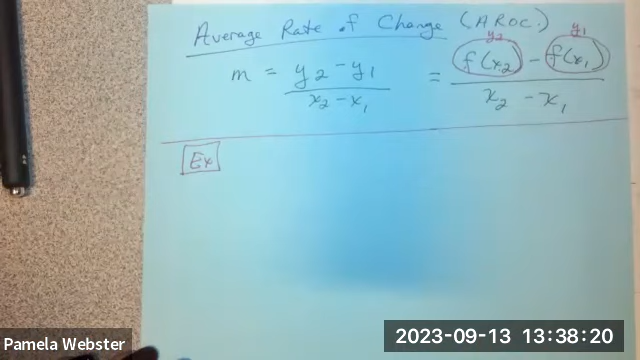 Average Rate of Change (AROC.)
y2 y1
m = y2 - y1 / x2 - x1 = f(x2) - f(x1) / x2 - x1
Ex
Pamela Webster
2023-09-13 13:38:20